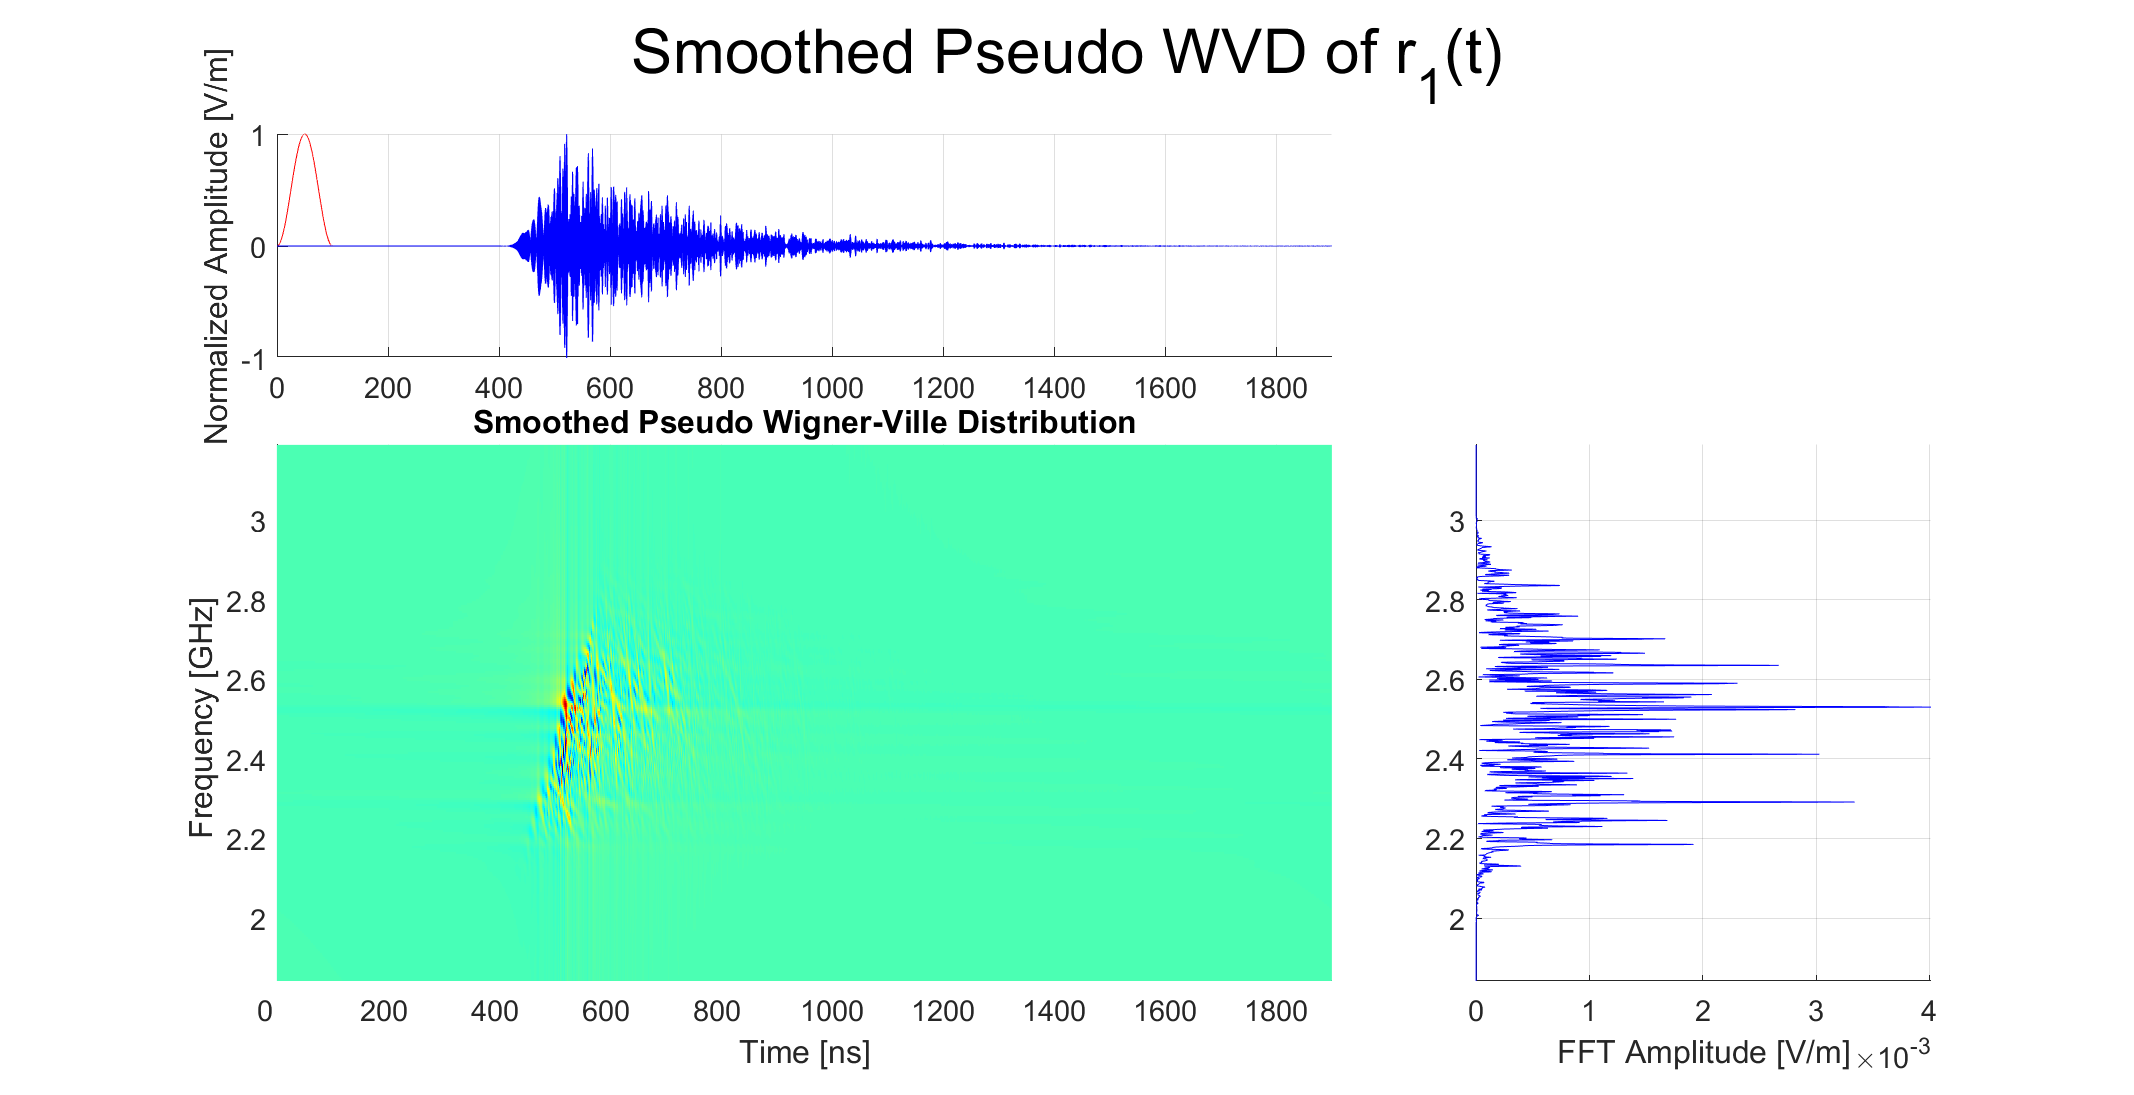 Smoothed Pseudo WVD of r1(t)
Normalized Amplitude [V/m]
1
0
-1
0 200 400 600 800 1000 1200 1400 1600 1800
Smoothed Pseudo Wigner-Ville Distribution
Frequency [GHz]
3
2.8
2.6
2.4
2.2
2
0 200 400 600 800 1000 1200 1400 1600 1800
Time [ns]
3
2.8
2.6
2.4
2.2
2
0 1 2 3 4
FFT Amplitude [V/m] ×10-3